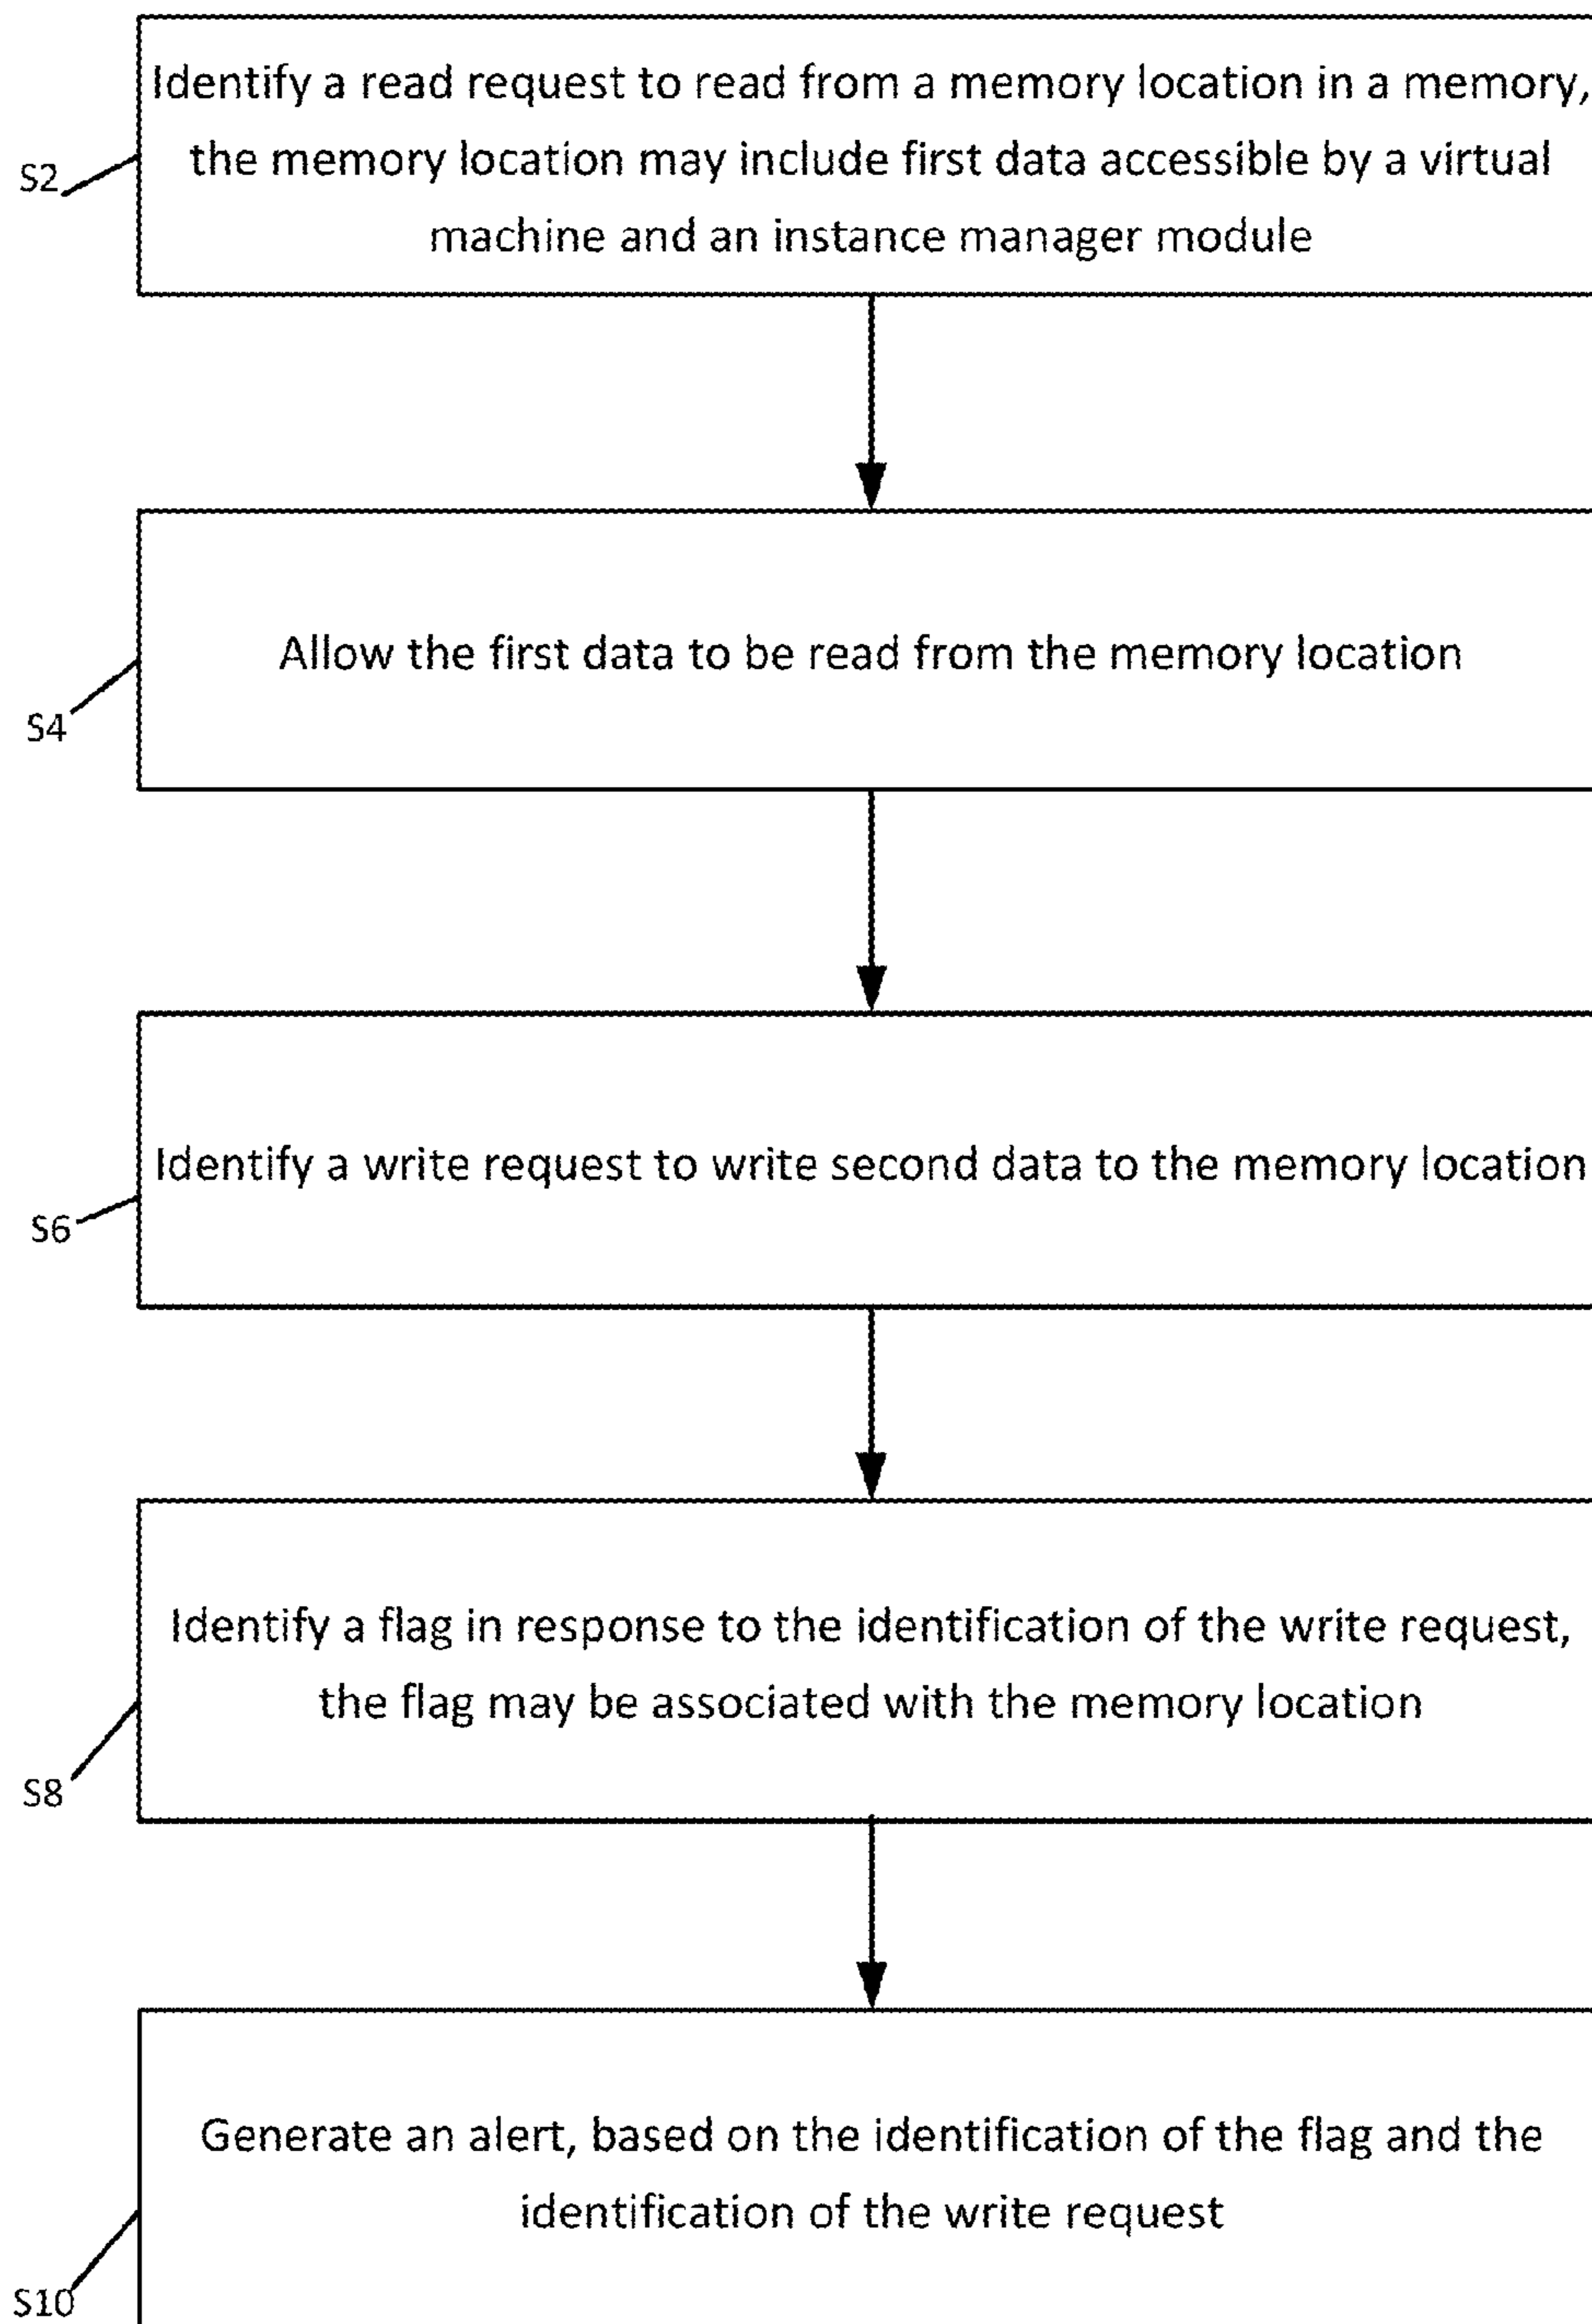 Identify a read request to read from a memory location in a memory,
the memory location may include first data accessible by a virtual
machine and an instance manager module
S2
Allow the first data to be read from the memory location
S4
Identify a write request to write second data to the memory location
S6
Identify a flag in response to the identification of the write request,
the flag may be associated with the memory location
S8
Generate an alert, based on the identification of the flag and the
identification of the write request
S10